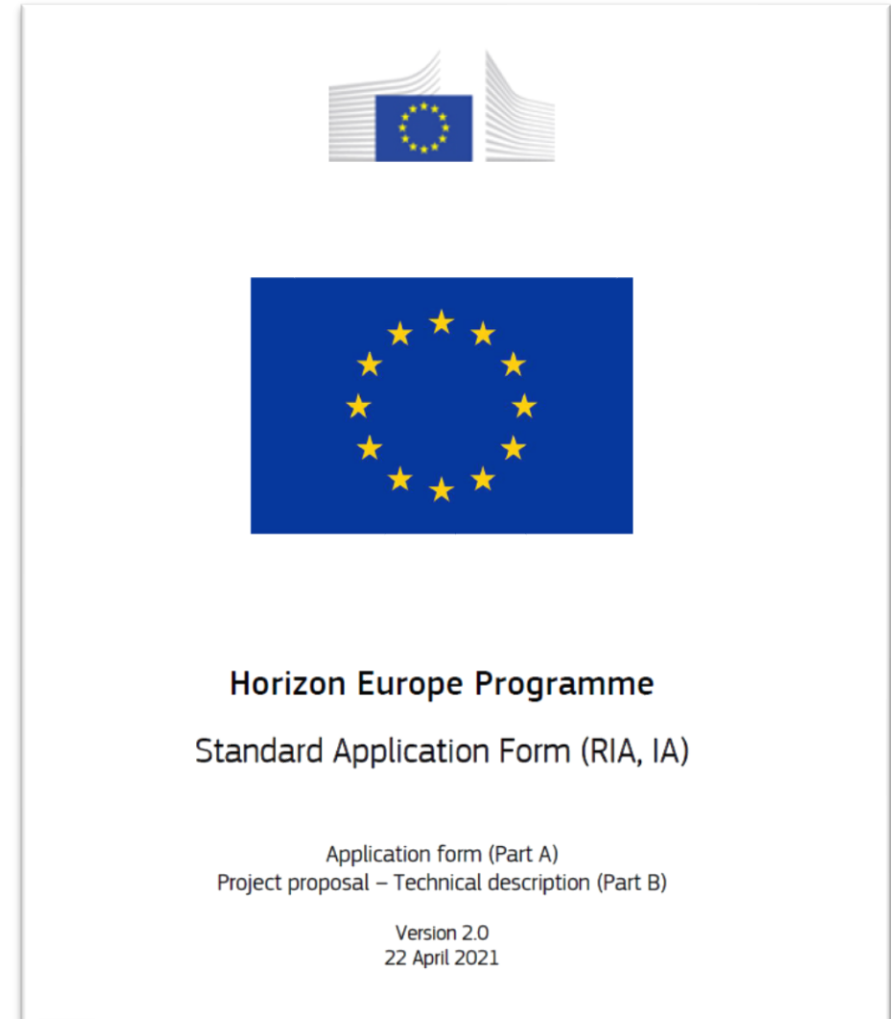 Horizon Europe Programme
Standard Application Form (RIA, IA)
Application form (Part A)
Project proposal – Technical description (Part B)
Version 2.0
22 April 2021